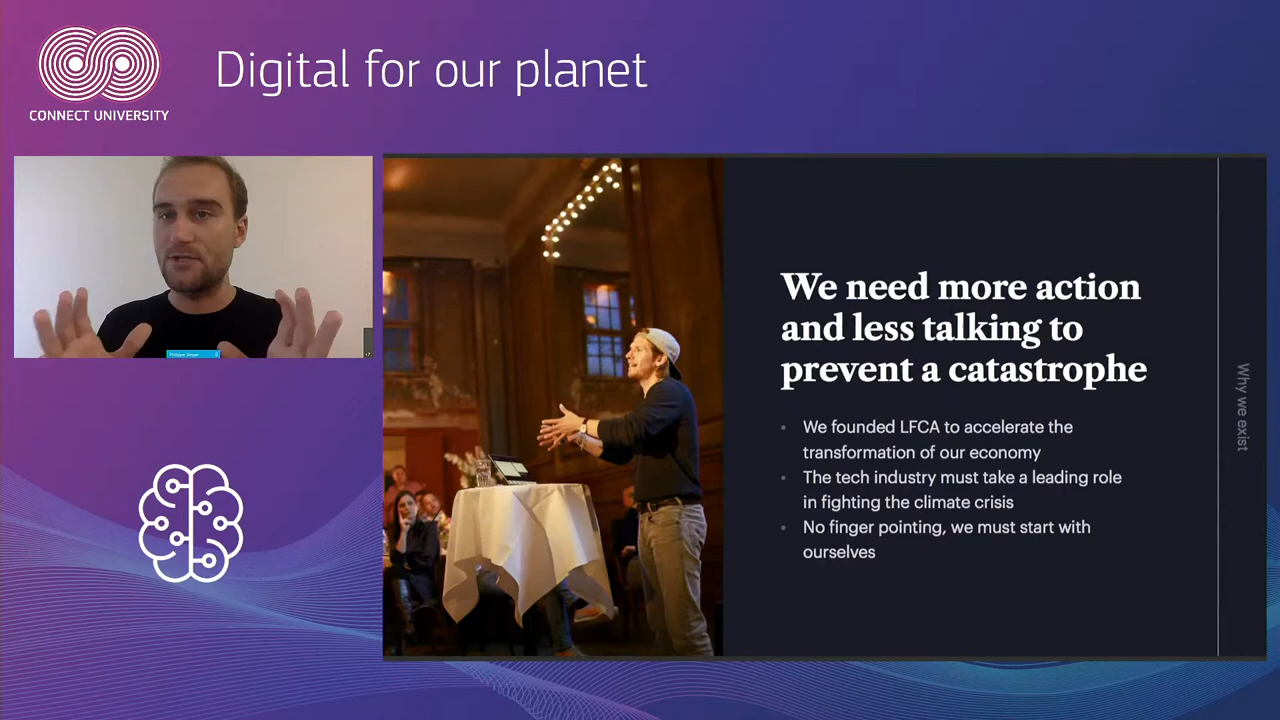 Digital for our planet
CONNECT UNIVERSITY
We need more action
and less talking to
prevent a catastrophe
• We founded LFCA to accelerate the
transformation of our economy
• The tech industry must take a leading role
in fighting the climate crisis
• No finger pointing, we must start with
ourselves
Why we exist